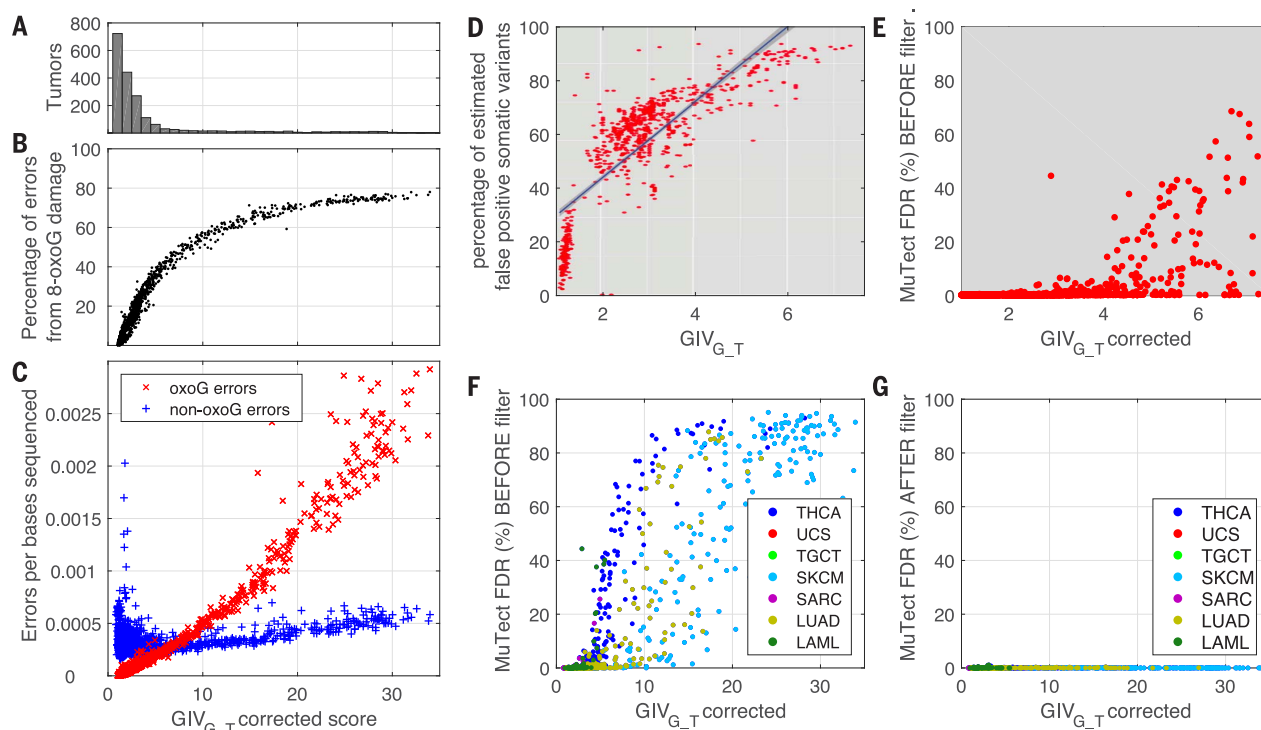 A
Tumors
800
600
400
200
B
Percentage of errors
from 8-oxoG damage
100
80
60
40
20
C
Errors per bases sequenced
× oxoG errors
+ non-oxoG errors
0.0025
0.002
0.0015
0.001
0.0005
0
0 10 20 30
GIV_G_T corrected score
D
percentage of estimated
false positive somatic variants
100
80
60
40
20
0
2 4 6
GIV_G_T
E
MuTect FDR (%) BEFORE filter
100
80
60
40
20
0
2 4 6
GIV_G_T corrected
F
MuTect FDR (%) BEFORE filter
100
80
60
40
20
0
THCA
UCS
TGCT
SKCM
SARC
LUAD
LAML
0 10 20 30
GIV_G_T corrected
G
MuTect FDR (%) AFTER filter
100
80
60
40
20
0
THCA
UCS
TGCT
SKCM
SARC
LUAD
LAML
0 10 20 30
GIV_G_T corrected